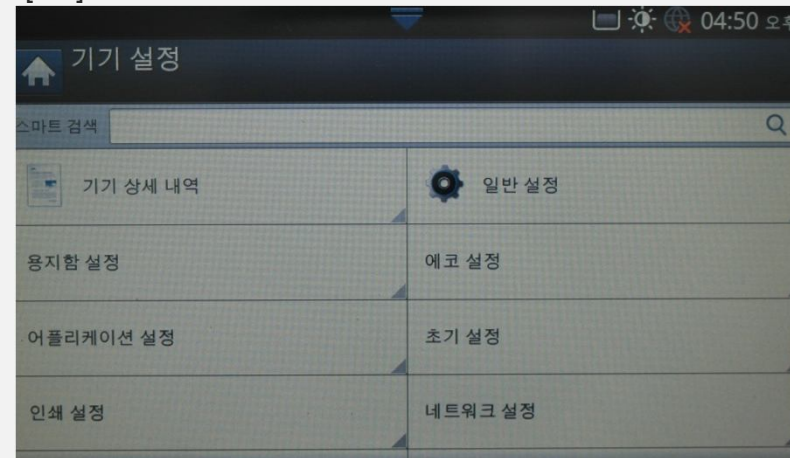 04:50 오후
기기 설정
스마트 검색
기기 상세 내역
일반 설정
용지함 설정
에코 설정
어플리케이션 설정
초기 설정
인쇄 설정
네트워크 설정